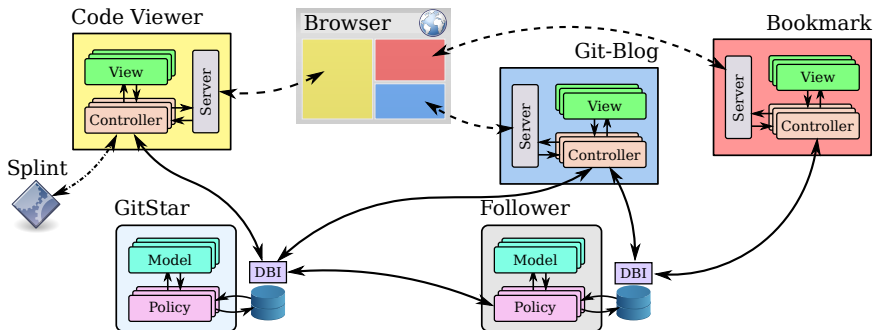 Code Viewer
View
Controller
Server
Browser
Git-Blog
Server
View
Controller
Bookmark
Server
View
Controller
Splint
GitStar
Model
Policy
DBI
Follower
Model
Policy
DBI